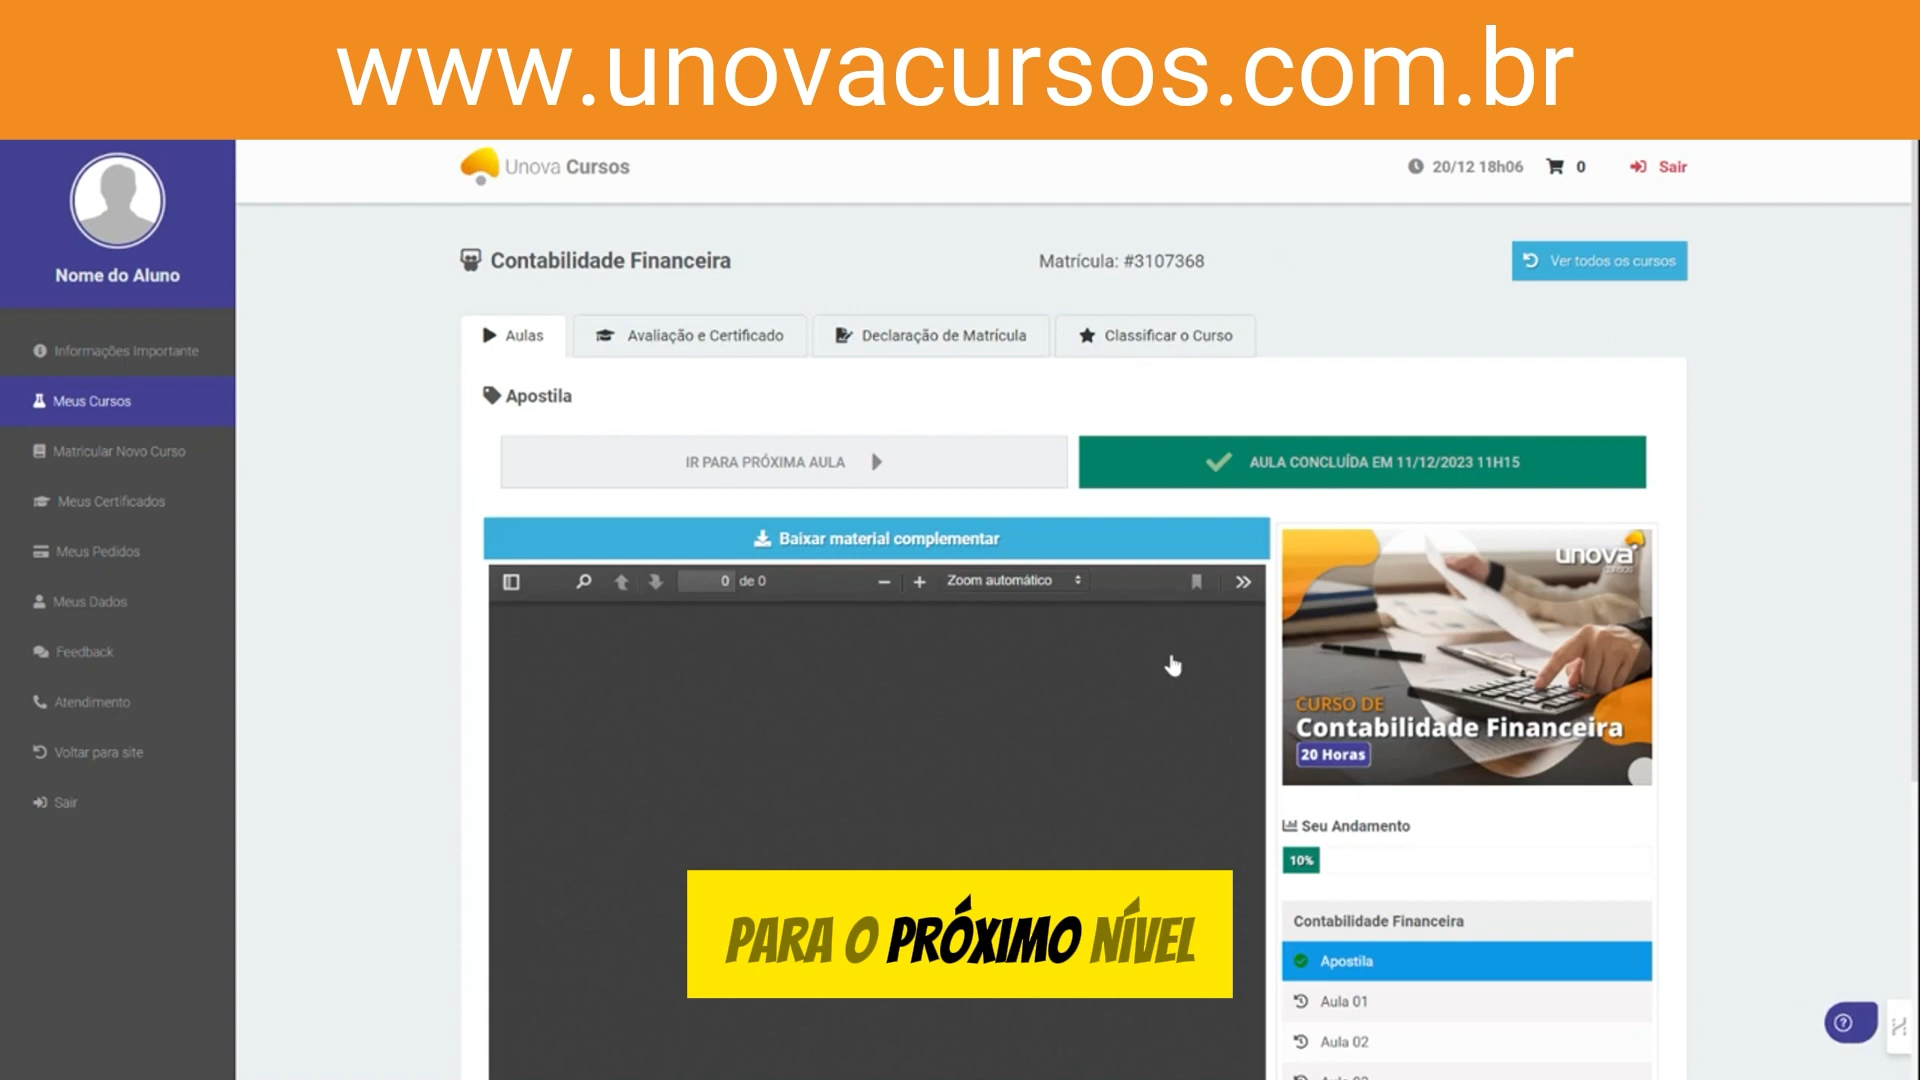 www.unovacursos.com.br
Unova Cursos
20/12 18h06
0
Sair
Nome do Aluno
Informações Importante
Meus Cursos
Matricular Novo Curso
Meus Certificados
Meus Pedidos
Meus Dados
Feedback
Atendimento
Voltar para site
Sair
Contabilidade Financeira
Matrícula: #3107368
Ver todos os cursos
Aulas
Avaliação e Certificado
Declaração de Matrícula
Classificar o Curso
Apostila
IR PARA PRÓXIMA AULA
AULA CONCLUÍDA EM 11/12/2023 11H15
Baixar material complementar
0 de 0
Zoom automático
unova
CURSOS
CURSO DE
Contabilidade Financeira
20 Horas
Seu Andamento
10%
Contabilidade Financeira
Apostila
Aula 01
Aula 02
PARA O PRÓXIMO NÍVEL